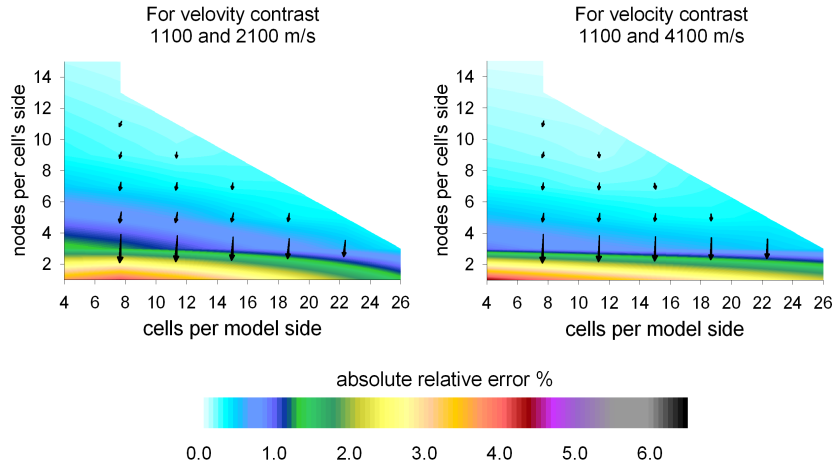 For velovity contrast
1100 and 2100 m/s
For velocity contrast
1100 and 4100 m/s
nodes per cell's side
14
12
10
8
6
4
2
4 6 8 10 12 14 16 18 20 22 24 26
cells per model side
nodes per cell's side
14
12
10
8
6
4
2
4 6 8 10 12 14 16 18 20 22 24 26
cells per model side
absolute relative error %
0.0 1.0 2.0 3.0 4.0 5.0 6.0